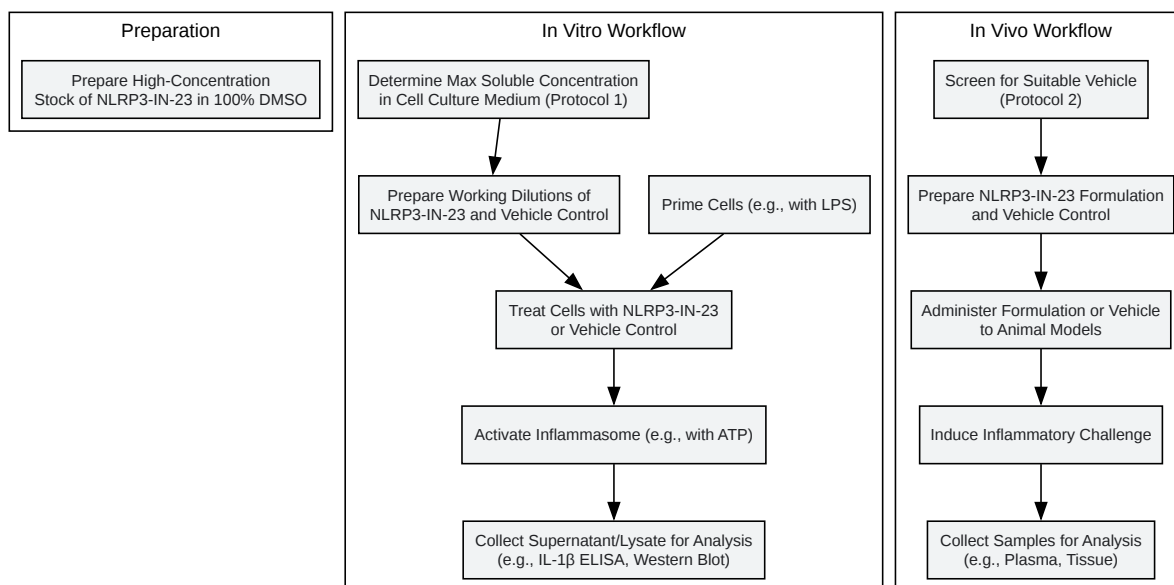 Preparation
Prepare High-Concentration
Stock of NLRP3-IN-23 in 100% DMSO
In Vitro Workflow
Determine Max Soluble Concentration
in Cell Culture Medium (Protocol 1)
Prepare Working Dilutions of
NLRP3-IN-23 and Vehicle Control
Prime Cells (e.g., with LPS)
Treat Cells with NLRP3-IN-23
or Vehicle Control
Activate Inflammasome (e.g., with ATP)
Collect Supernatant/Lysate for Analysis
(e.g., IL-1β ELISA, Western Blot)
In Vivo Workflow
Screen for Suitable Vehicle
(Protocol 2)
Prepare NLRP3-IN-23 Formulation
and Vehicle Control
Administer Formulation or Vehicle
to Animal Models
Induce Inflammatory Challenge
Collect Samples for Analysis
(e.g., Plasma, Tissue)